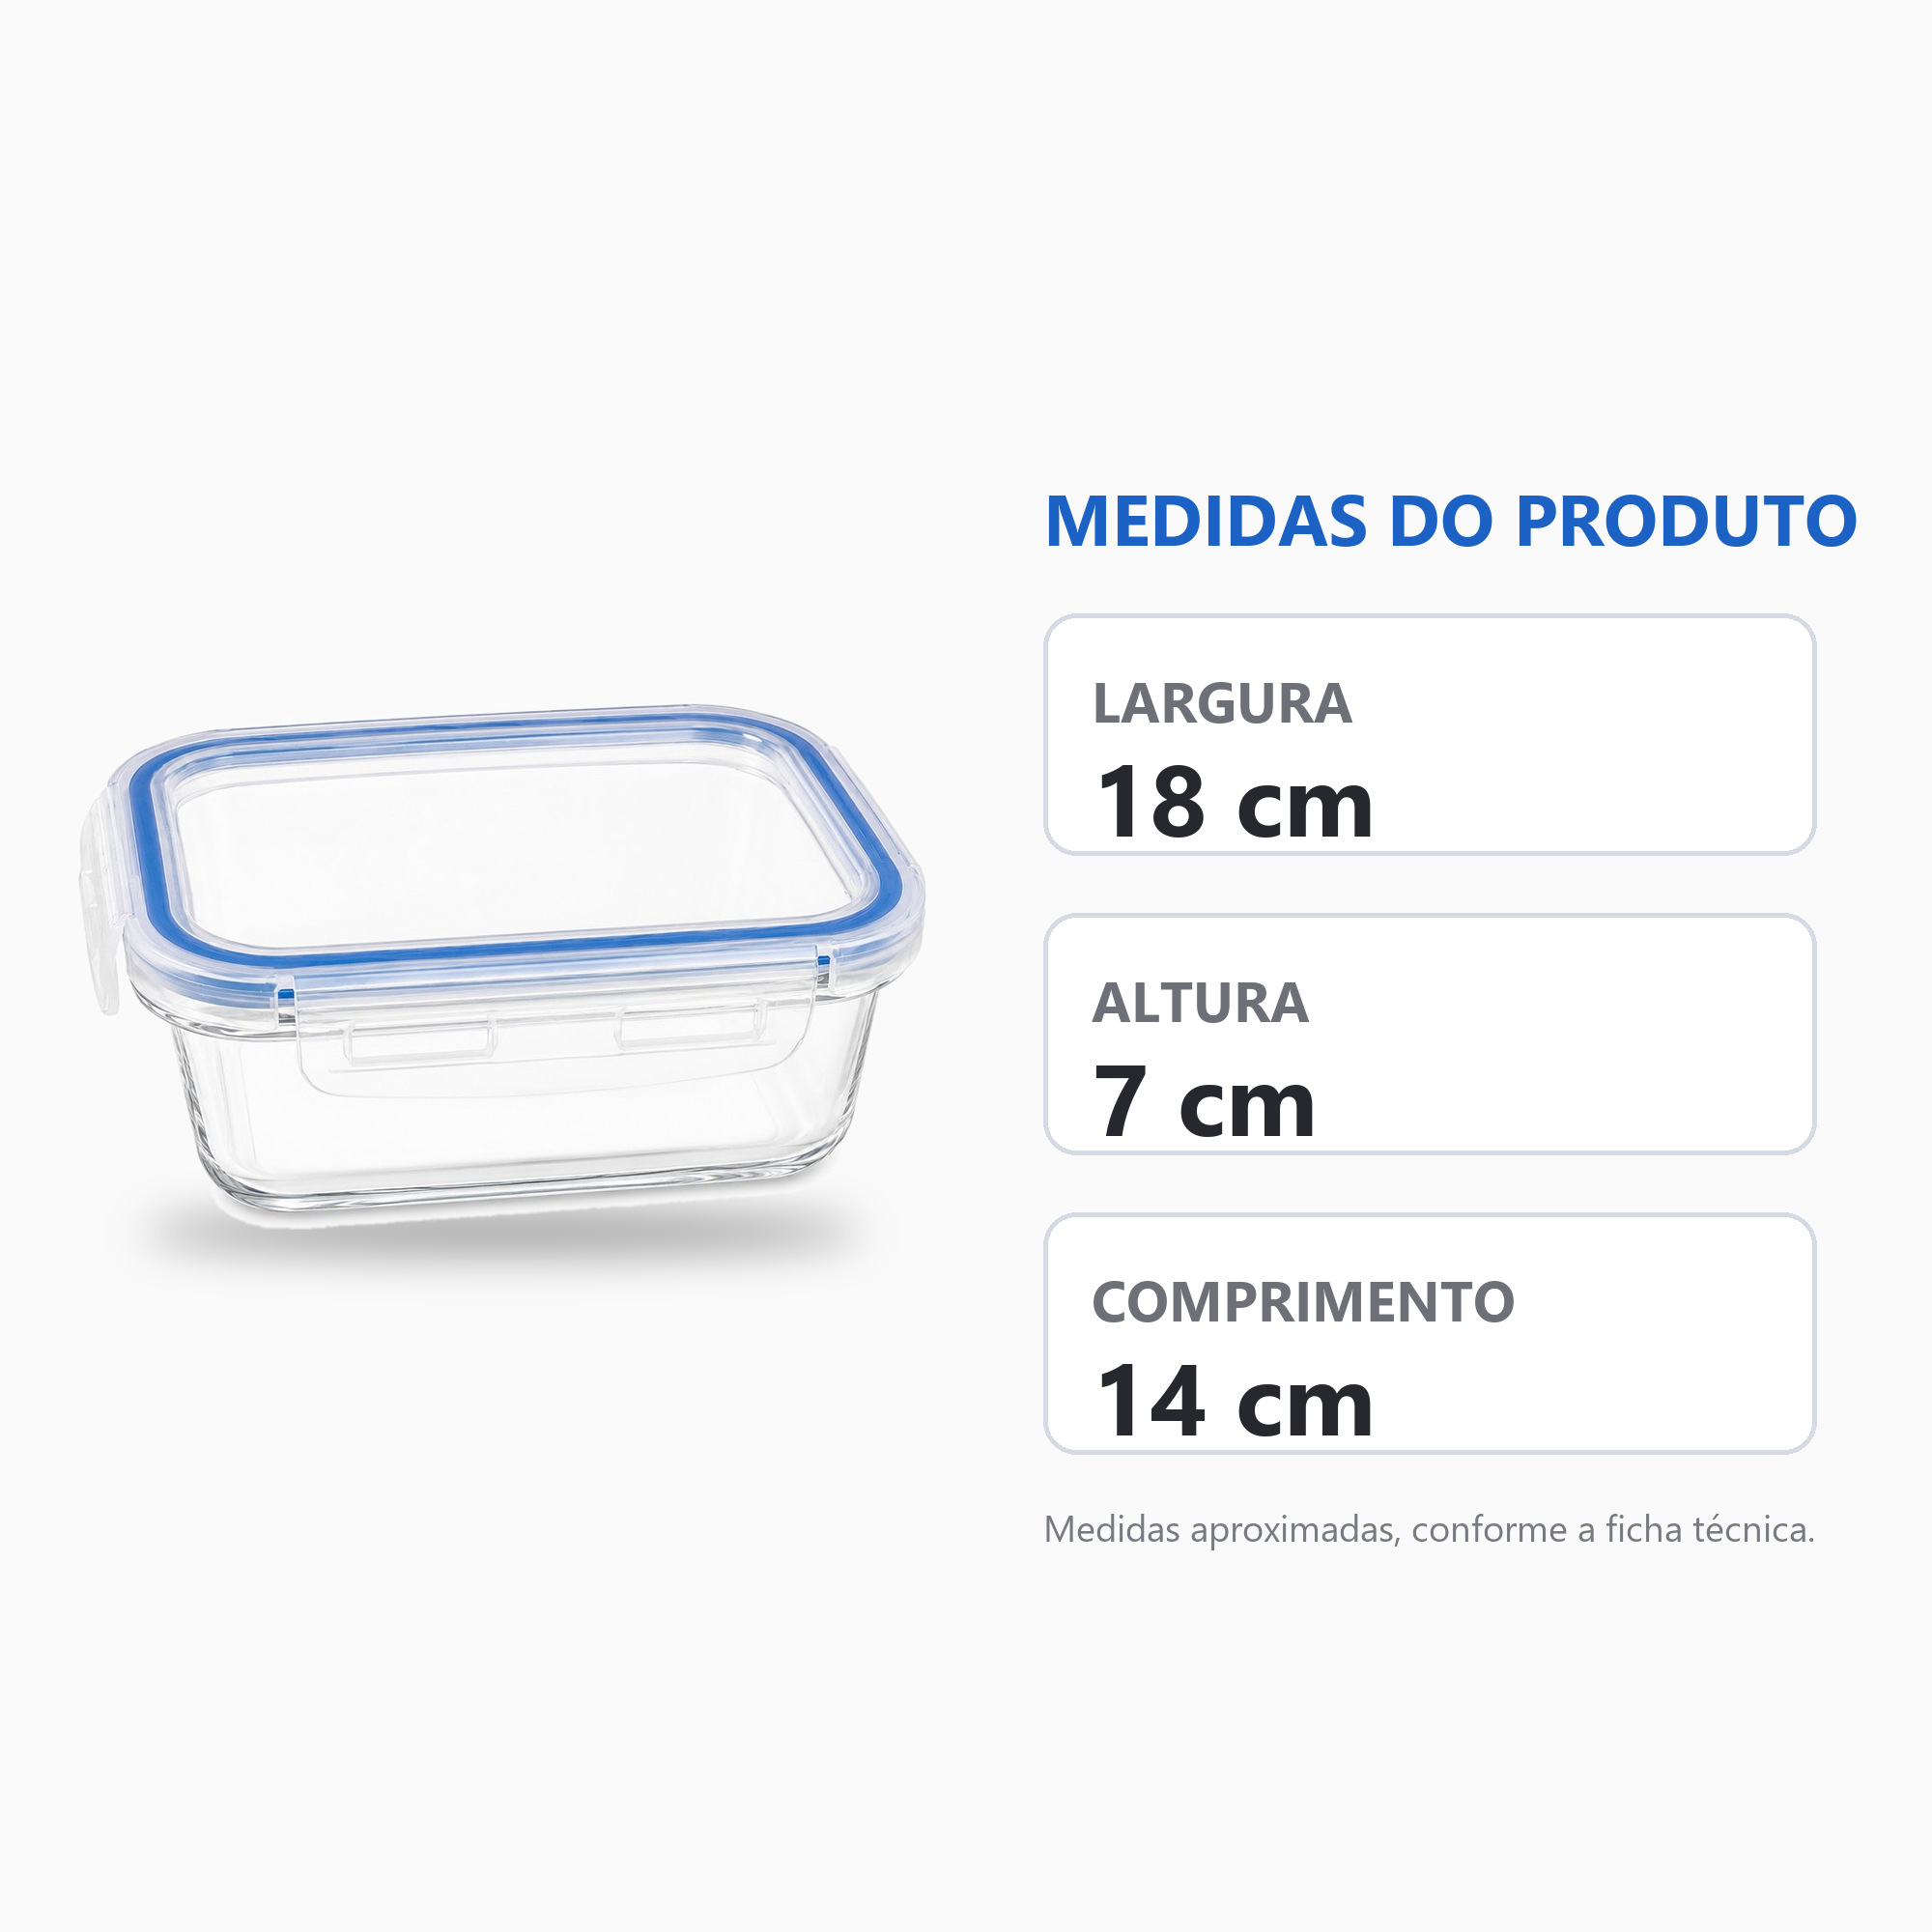 MEDIDAS DO PRODUTO
LARGURA
18 cm
ALTURA
7 cm
COMPRIMENTO
14 cm
Medidas aproximadas, conforme a ficha técnica.